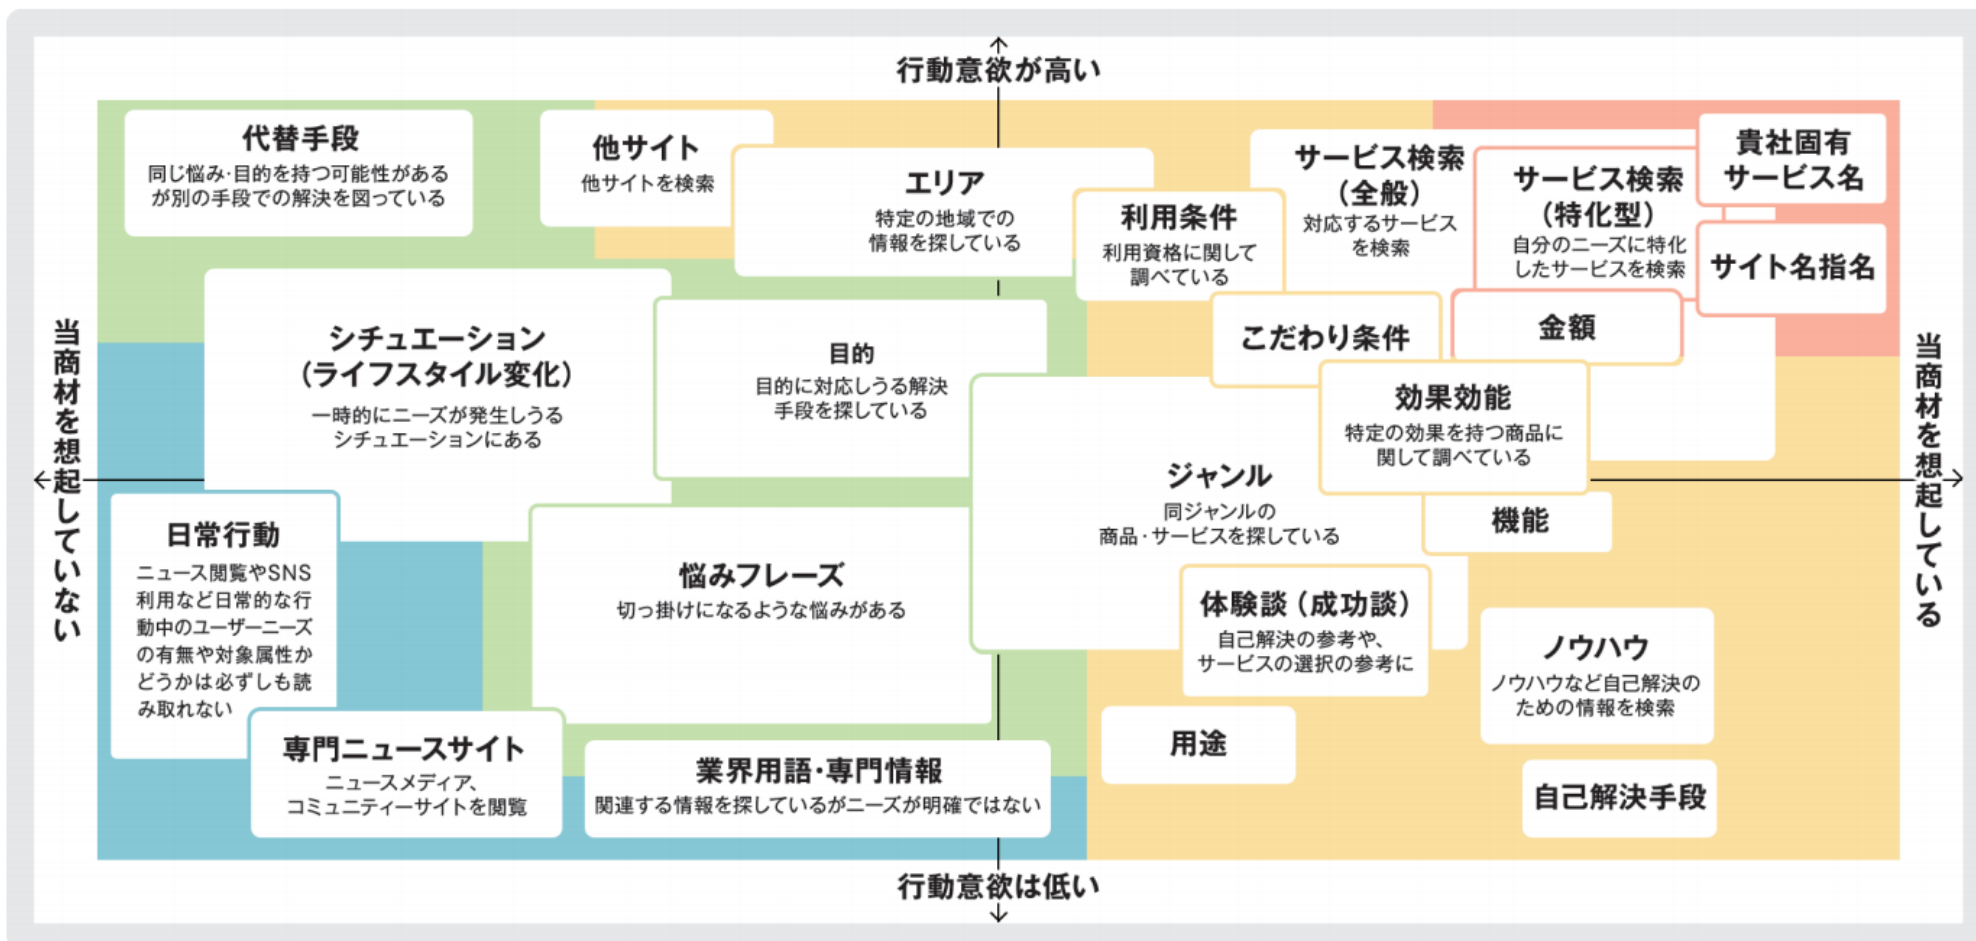 行動意欲が高い
代替手段
同じ悩み・目的を持つ可能性がある
が別の手段での解決を図っている
他サイト
他サイトを検索
エリア
特定の地域での
情報を探している
利用条件
利用資格に関して
調べている
サービス検索
（全般）
対応するサービス
を検索
サービス検索
（特化型）
自分のニーズに特化
したサービスを検索
貴社固有
サービス名
サイト名指名
当商材を想起していない
シチュエーション
（ライフスタイル変化）
一時的にニーズが発生しうる
シチュエーションにある
目的
目的に対応しうる解決
手段を探している
こだわり条件
金額
効果効能
特定の効果を持つ商品に
関して調べている
当商材を想起している
ジャンル
同ジャンルの
商品・サービスを探している
機能
日常行動
ニュース閲覧やSNS
利用など日常的な行
動中のユーザーニーズ
の有無や対象属性か
どうかは必ずしも読
み取れない
悩みフレーズ
切っ掛けになるような悩みがある
体験談（成功談）
自己解決の参考や、
サービスの選択の参考に
ノウハウ
ノウハウなど自己解決の
ための情報を検索
専門ニュースサイト
ニュースメディア、
コミュニティーサイトを閲覧
業界用語・専門情報
関連する情報を探しているがニーズが明確ではない
用途
自己解決手段
行動意欲は低い